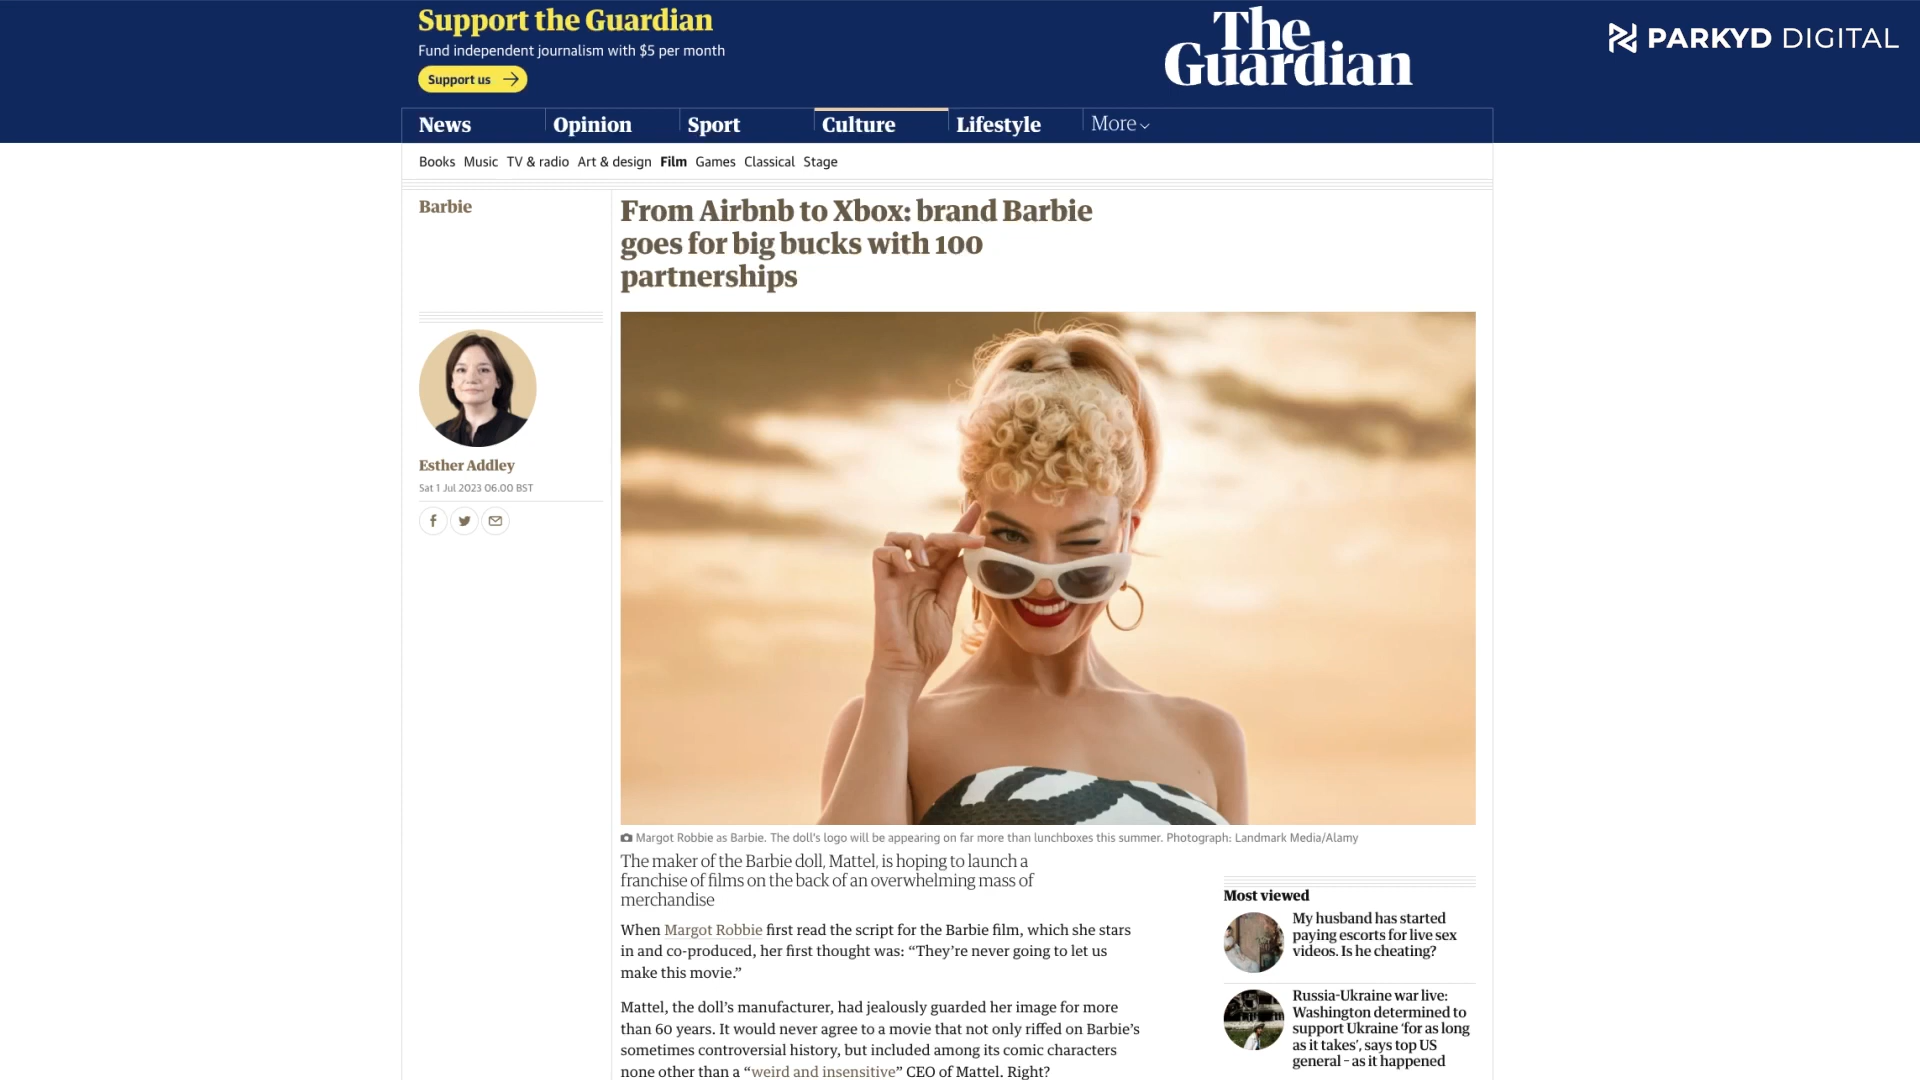 Support the Guardian
Fund independent journalism with $5 per month
Support us
The
Guardian
PARKYD DIGITAL
News
Opinion
Sport
Culture
Lifestyle
More
Books Music TV & radio Art & design Film Games Classical Stage
Barbie
From Airbnb to Xbox: brand Barbie
goes for big bucks with 100
partnerships
Esther Addley
Sat 1 Jul 2023 06.00 BST
Margot Robbie as Barbie. The doll's logo will be appearing on far more than lunchboxes this summer. Photograph: Landmark Media/Alamy
The maker of the Barbie doll, Mattel, is hoping to launch a
franchise of films on the back of an overwhelming mass of
merchandise
When Margot Robbie first read the script for the Barbie film, which she stars
in and co-produced, her first thought was: “They’re never going to let us
make this movie.”
Mattel, the doll’s manufacturer, had jealously guarded her image for more
than 60 years. It would never agree to a movie that not only riffed on Barbie’s
sometimes controversial history, but included among its comic characters
none other than a “weird and insensitive” CEO of Mattel. Right?
Most viewed
My husband has started
paying escorts for live sex
videos. Is he cheating?
Russia-Ukraine war live:
Washington determined to
support Ukraine ‘for as long
as it takes’, says top US
general – as it happened